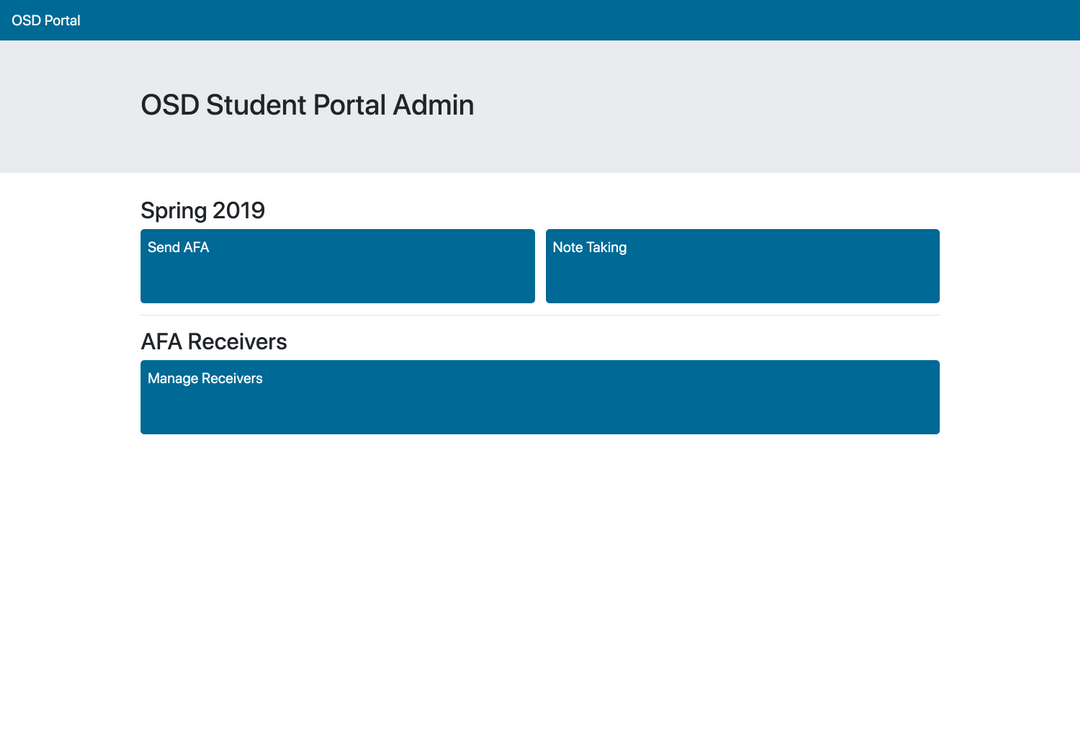 OSD Portal
OSD Student Portal Admin
Spring 2019
Send AFA
Note Taking
AFA Receivers
Manage Receivers